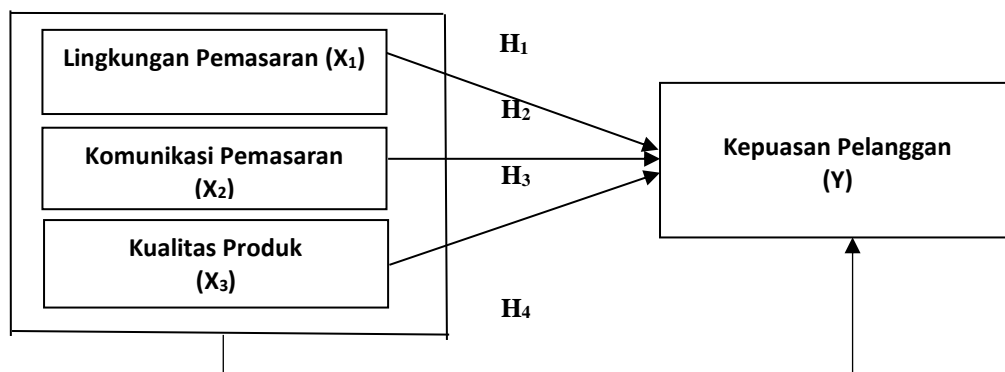 Lingkungan Pemasaran (X₁)
Komunikasi Pemasaran
(X₂)
Kualitas Produk
(X₃)
H₁
H₂
H₃
H₄
Kepuasan Pelanggan
(Y)